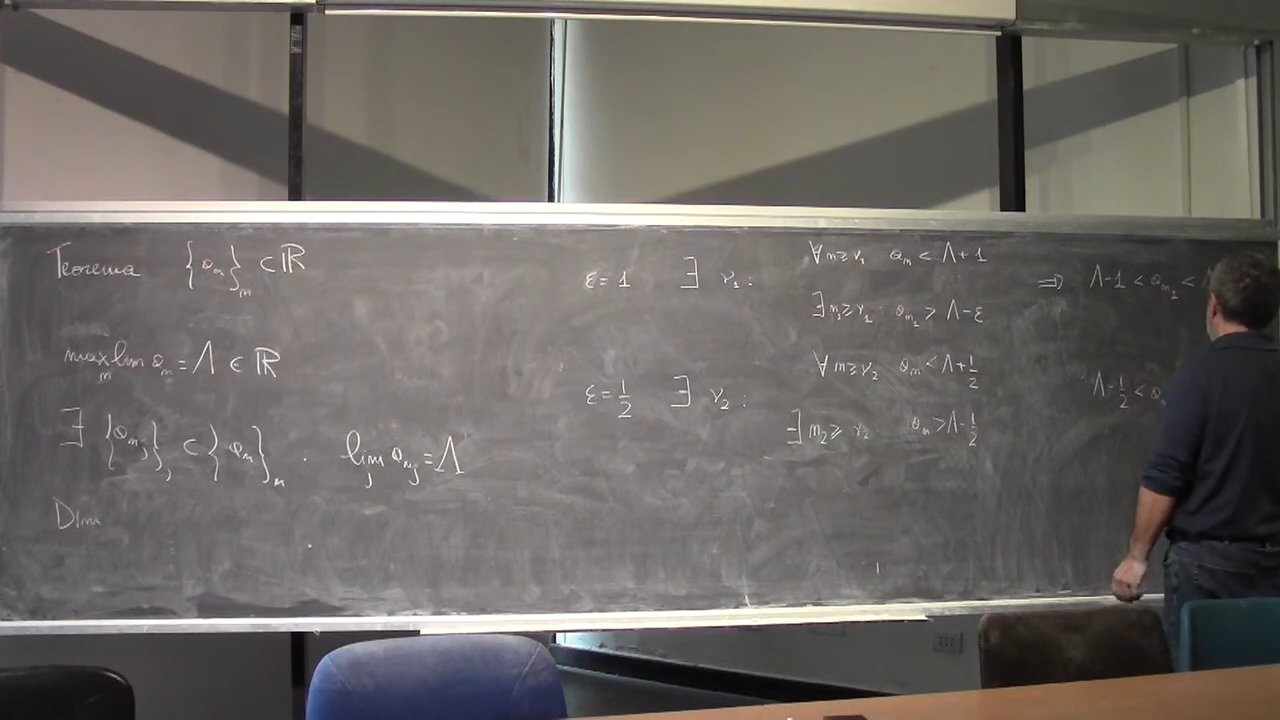 Teorema {a_n}_n ⊂ ℝ
max lim_n a_n = Λ ∈ ℝ
∃ {a_{n_j}}_j ⊂ {a_n}_n : lim_j a_{n_j} = Λ
Dim
ε = 1 ∃ ν_1 :
∀ n ≥ ν_1 a_n < Λ + 1
∃ n_1 ≥ ν_1 : a_{n_1} > Λ - ε
⇒ Λ - 1 < a_{n_1} < Λ
ε = 1/2 ∃ ν_2 :
∀ n ≥ ν_2 a_n < Λ + 1/2
∃ n_2 ≥ ν_2 a_n > Λ - 1/2
Λ - 1/2 < a